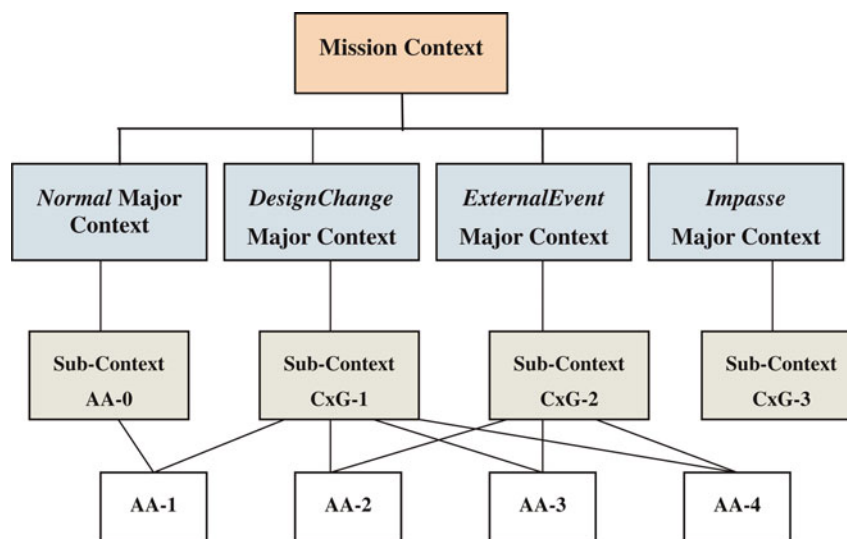 Mission Context
Normal Major
Context
DesignChange
Major Context
ExternalEvent
Major Context
Impasse
Major Context
Sub-Context
AA-0
Sub-Context
CxG-1
Sub-Context
CxG-2
Sub-Context
CxG-3
AA-1
AA-2
AA-3
AA-4